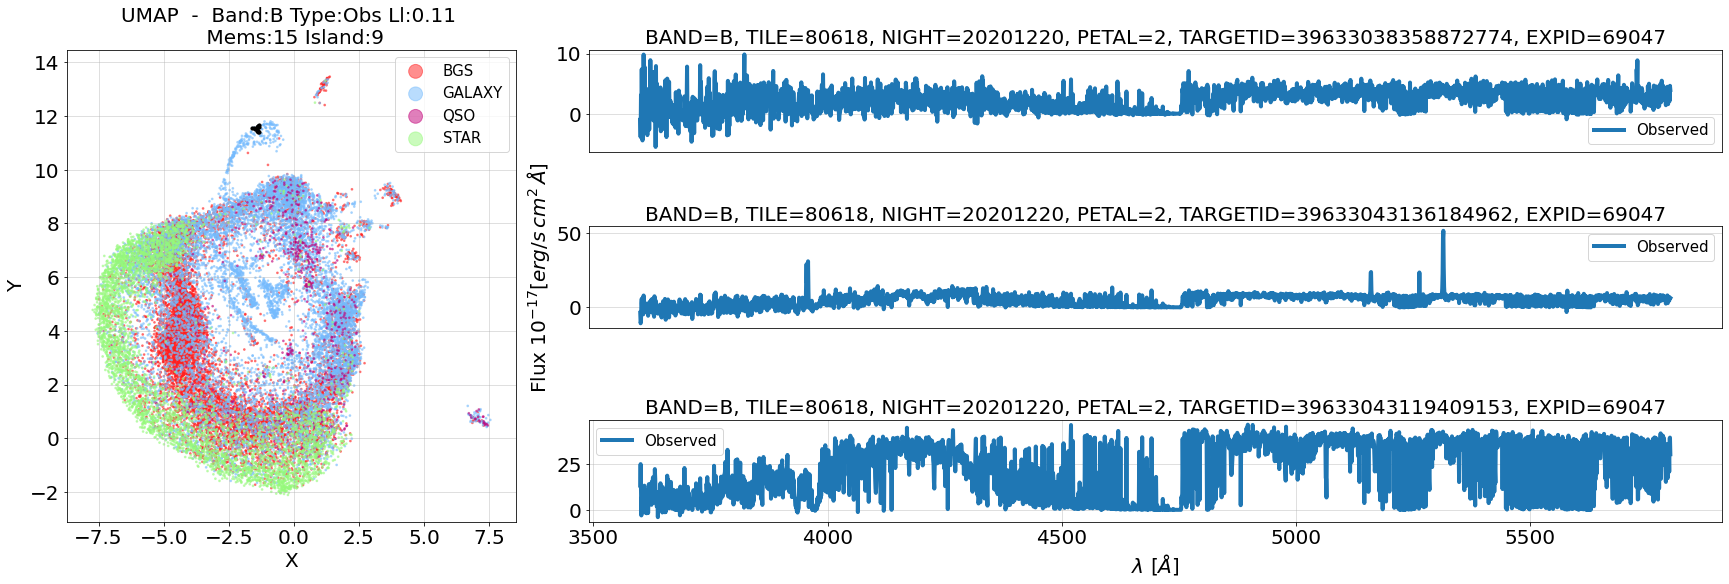 UMAP - Band:B Type:Obs Ll:0.11
Mems:15 Island:9
BGS
GALAXY
QSO
STAR
14
12
10
8
6
4
2
0
−2
Y
−7.5 −5.0 −2.5 0.0 2.5 5.0 7.5
X
BAND=B, TILE=80618, NIGHT=20201220, PETAL=2, TARGETID=39633038358872774, EXPID=69047
10
0
Observed
Flux 10⁻¹⁷[erg/s cm² Å]
BAND=B, TILE=80618, NIGHT=20201220, PETAL=2, TARGETID=39633043136184962, EXPID=69047
50
0
Observed
BAND=B, TILE=80618, NIGHT=20201220, PETAL=2, TARGETID=39633043119409153, EXPID=69047
25
0
Observed
3500 4000 4500 5000 5500
λ [Å]